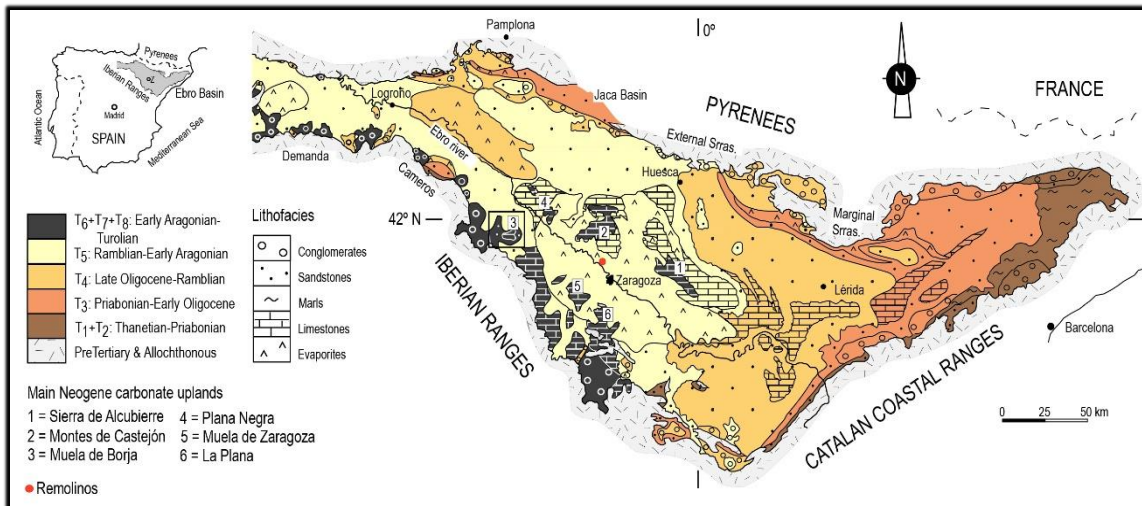 Pyrenees
Iberian Ranges
Z
Ebro Basin
Madrid
SPAIN
Atlantic Ocean
Mediterranean Sea
T6+T7+T8: Early Aragonian-
Turolian
T5: Ramblian-Early Aragonian
T4: Late Oligocene-Ramblian
T3: Priabonian-Early Oligocene
T1+T2: Thanetian-Priabonian
PreTertiary & Allochthonous
Lithofacies
Conglomerates
Sandstones
Marls
Limestones
Evaporites
Main Neogene carbonate uplands
1 = Sierra de Alcubierre
2 = Montes de Castejón
3 = Muela de Borja
4 = Plana Negra
5 = Muela de Zaragoza
6 = La Plana
Remolinos
Pamplona
0º
N
FRANCE
Jaca Basin
PYRENEES
Logroño
External Srras.
Ebro river
Demanda
Cameros
Huesca
Marginal
Srras.
42º N
3
4
2
1
5
6
Zaragoza
Lérida
Barcelona
IBERIAN RANGES
CATALAN COASTAL RANGES
0 25 50 km